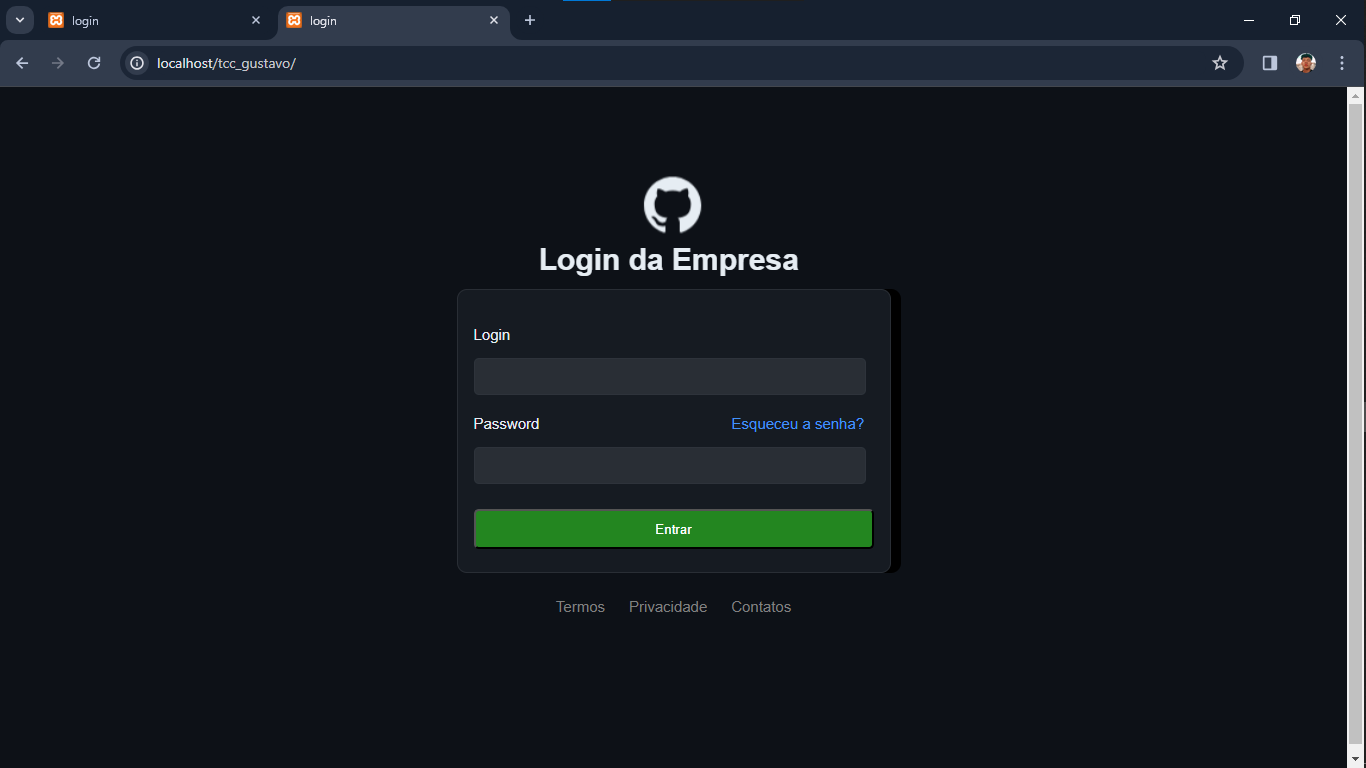 login
login
localhost/tcc_gustavo/
Login da Empresa
Login
Password Esqueceu a senha?
Entrar
Termos Privacidade Contatos